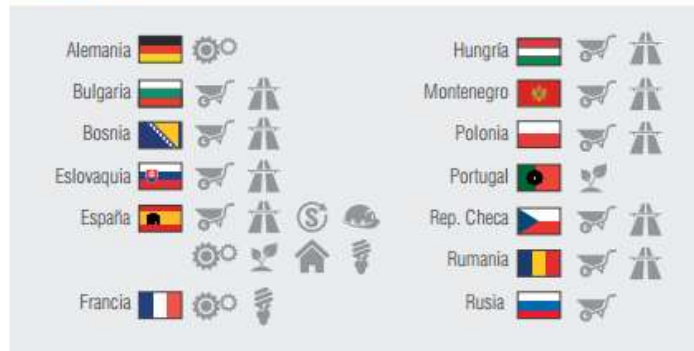 Alemania
Bulgaria
Bosnia
Eslovaquia
España
Francia
Hungría
Montenegro
Polonia
Portugal
Rep. Checa
Rumania
Rusia